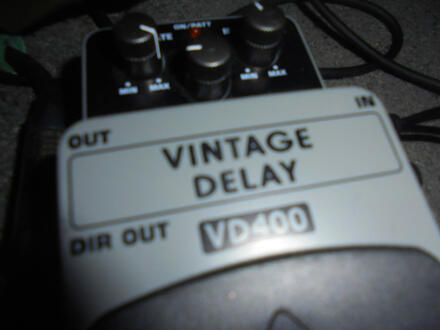 ON/BATT
MIN MAX MIN MAX
OUT IN
VINTAGE
DELAY
DIR OUT VD400